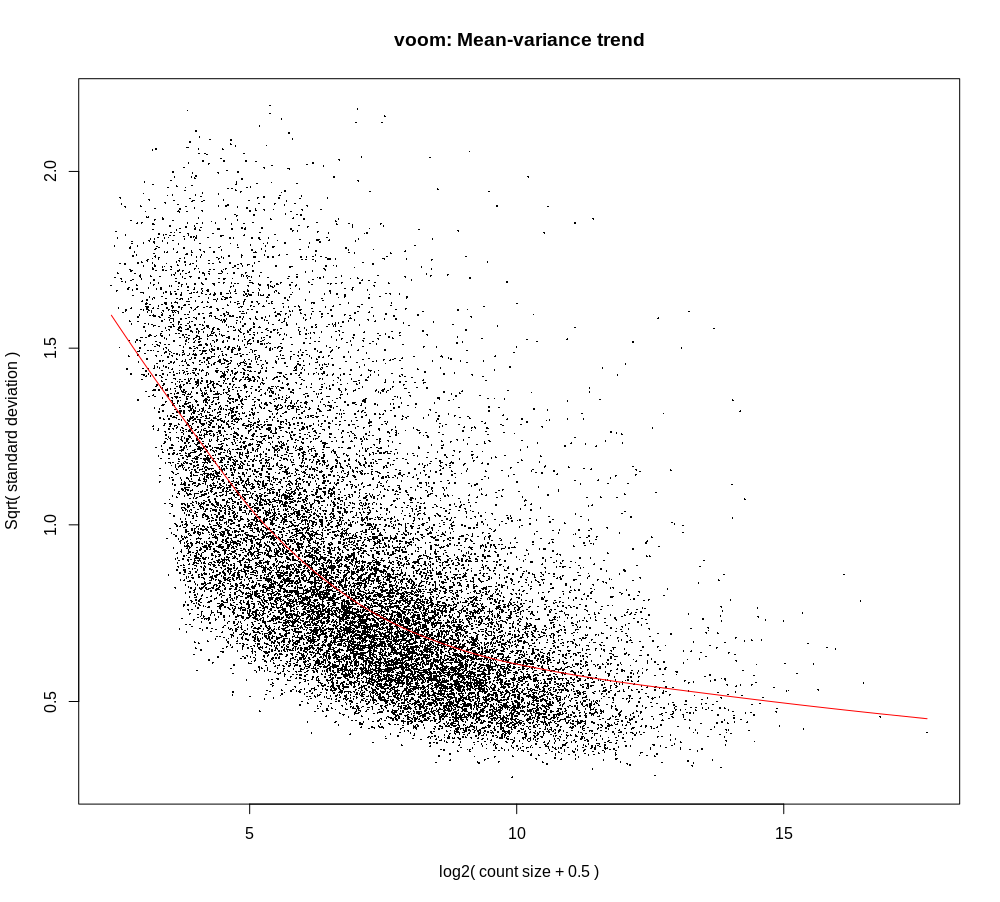 voom: Mean-variance trend
2.0
1.5
1.0
0.5
Sqrt( standard deviation )
5
10
15
log2( count size + 0.5 )